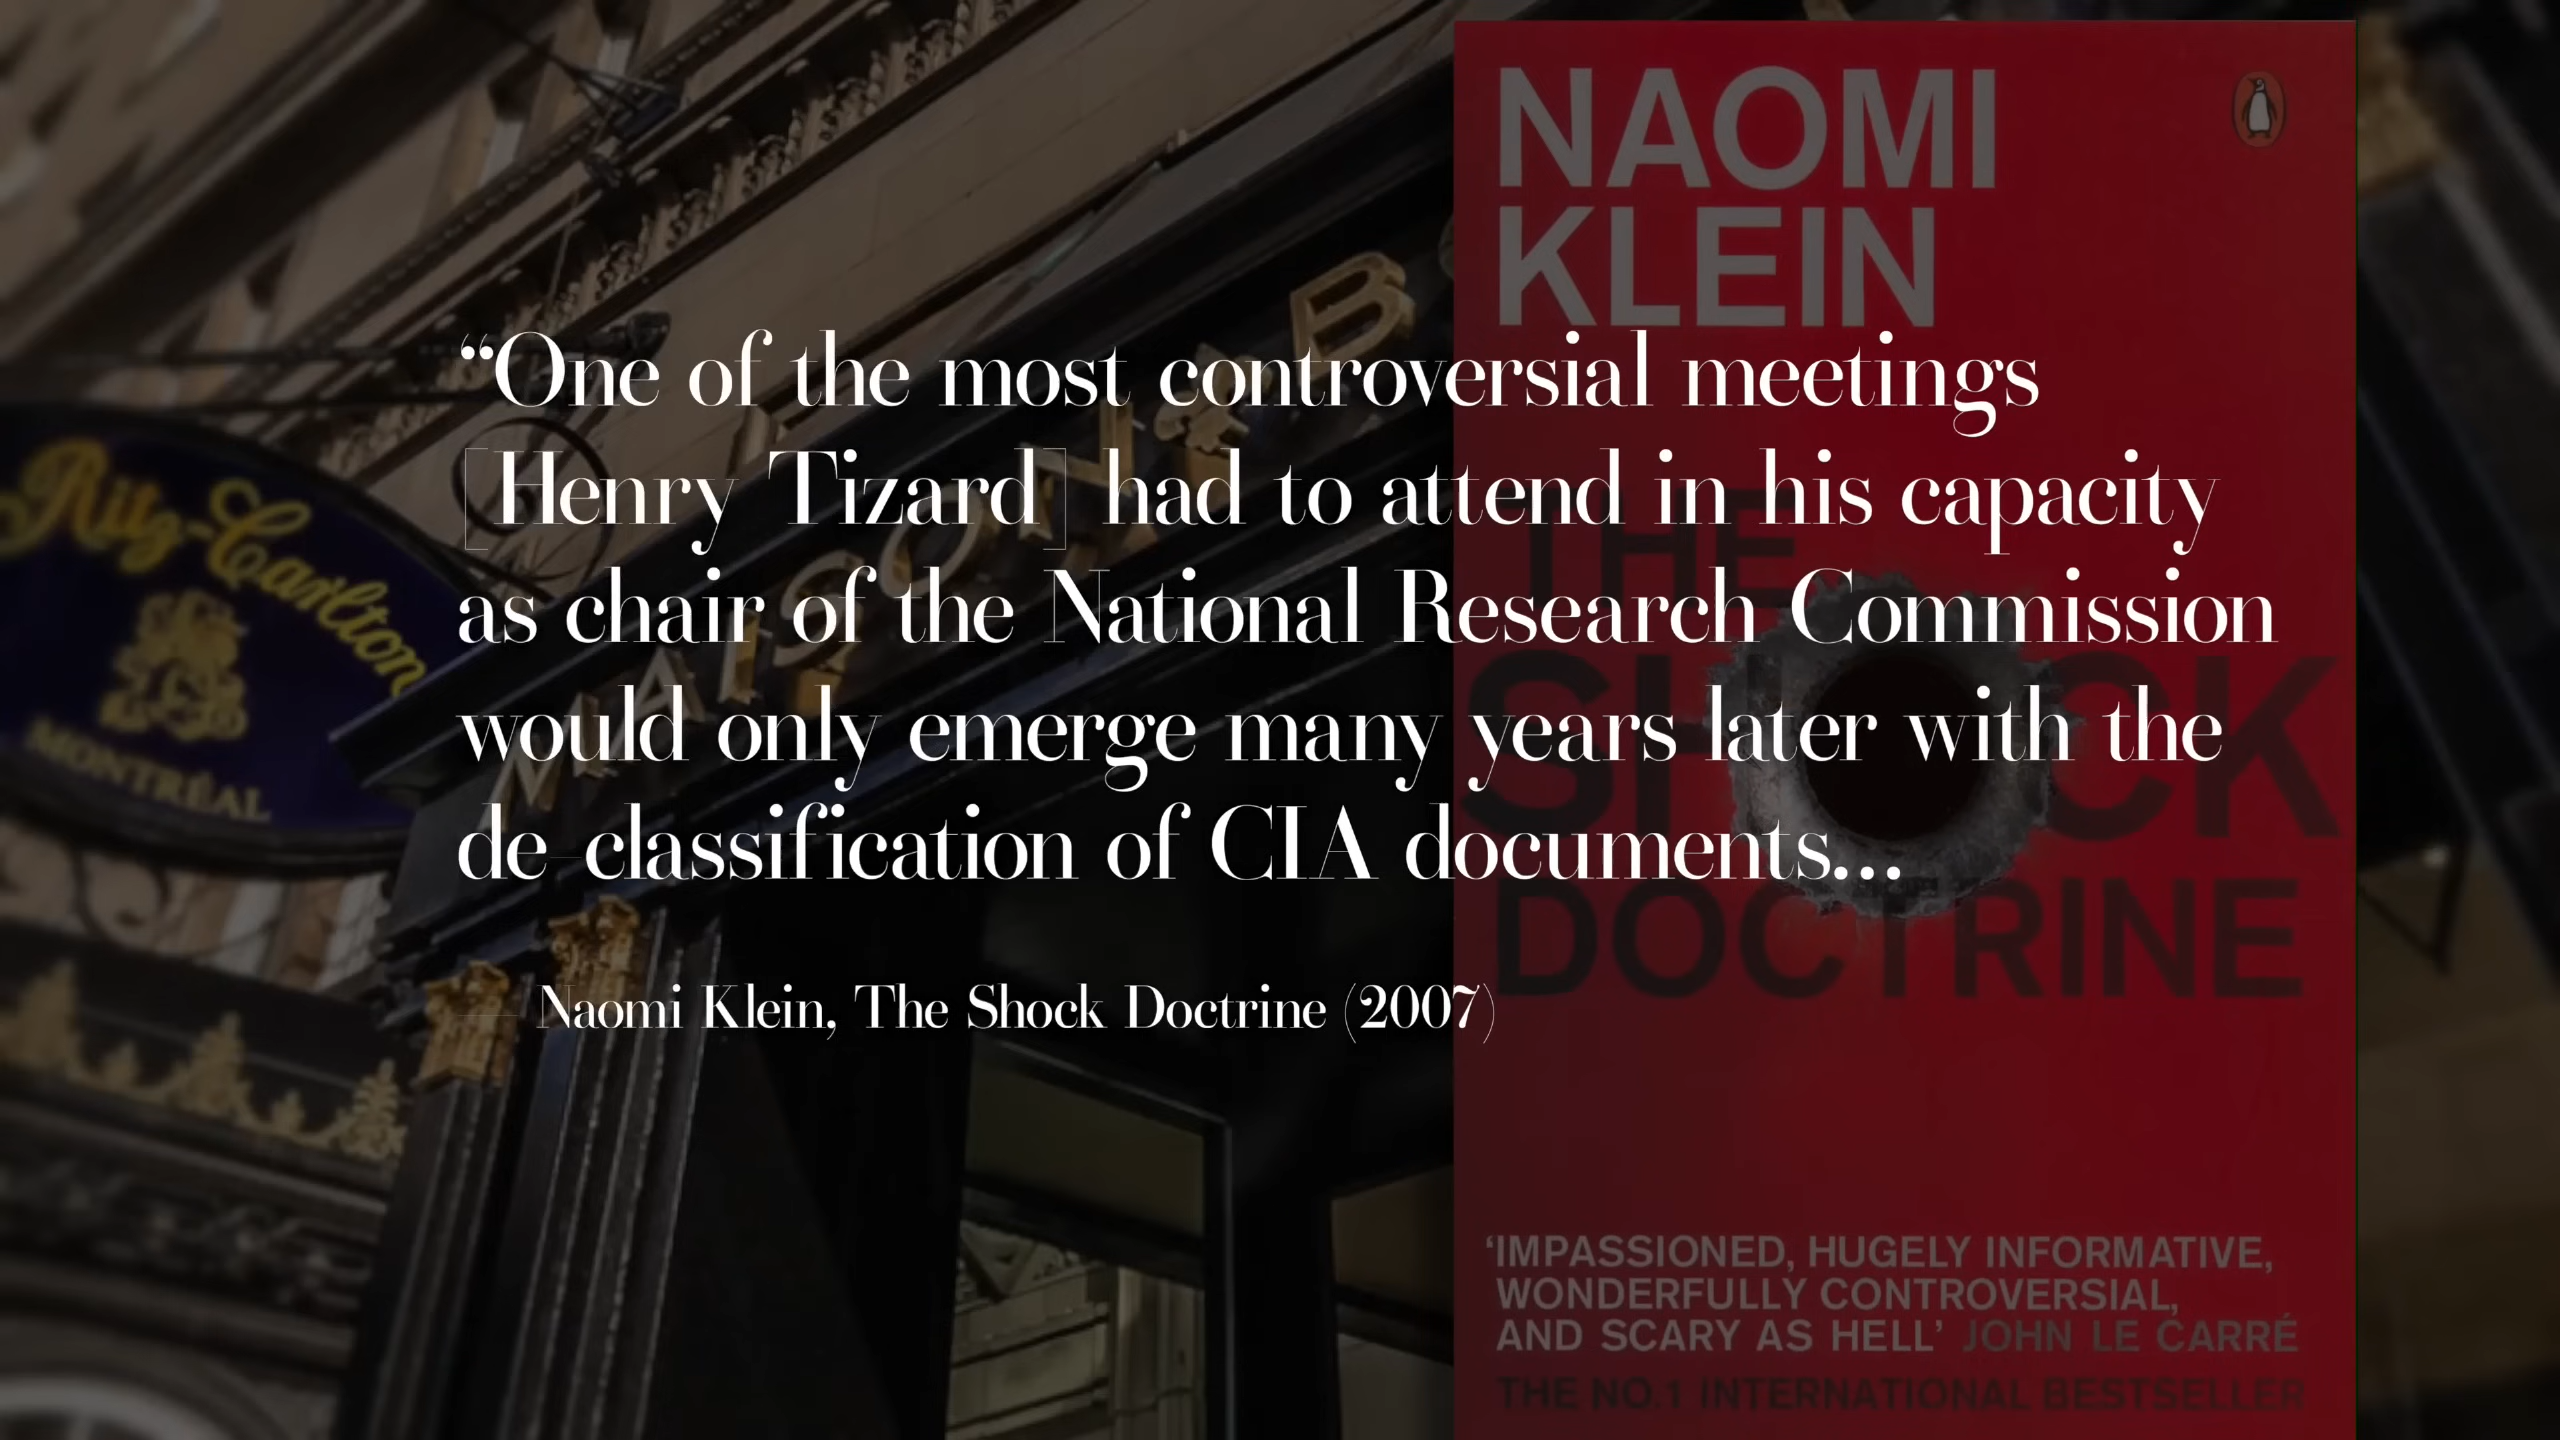 “One of the most controversial meetings
[Henry Tizard] had to attend in his capacity
as chair of the National Research Commission
would only emerge many years later with the
de-classification of CIA documents...
— Naomi Klein, The Shock Doctrine (2007)
NAOMI
KLEIN
THE
SHOCK
DOCTRINE
‘IMPASSIONED, HUGELY INFORMATIVE,
WONDERFULLY CONTROVERSIAL,
AND SCARY AS HELL’ JOHN LE CARRÉ
THE NO.1 INTERNATIONAL BESTSELLER
Ritz-Carlton
MONTRÉAL